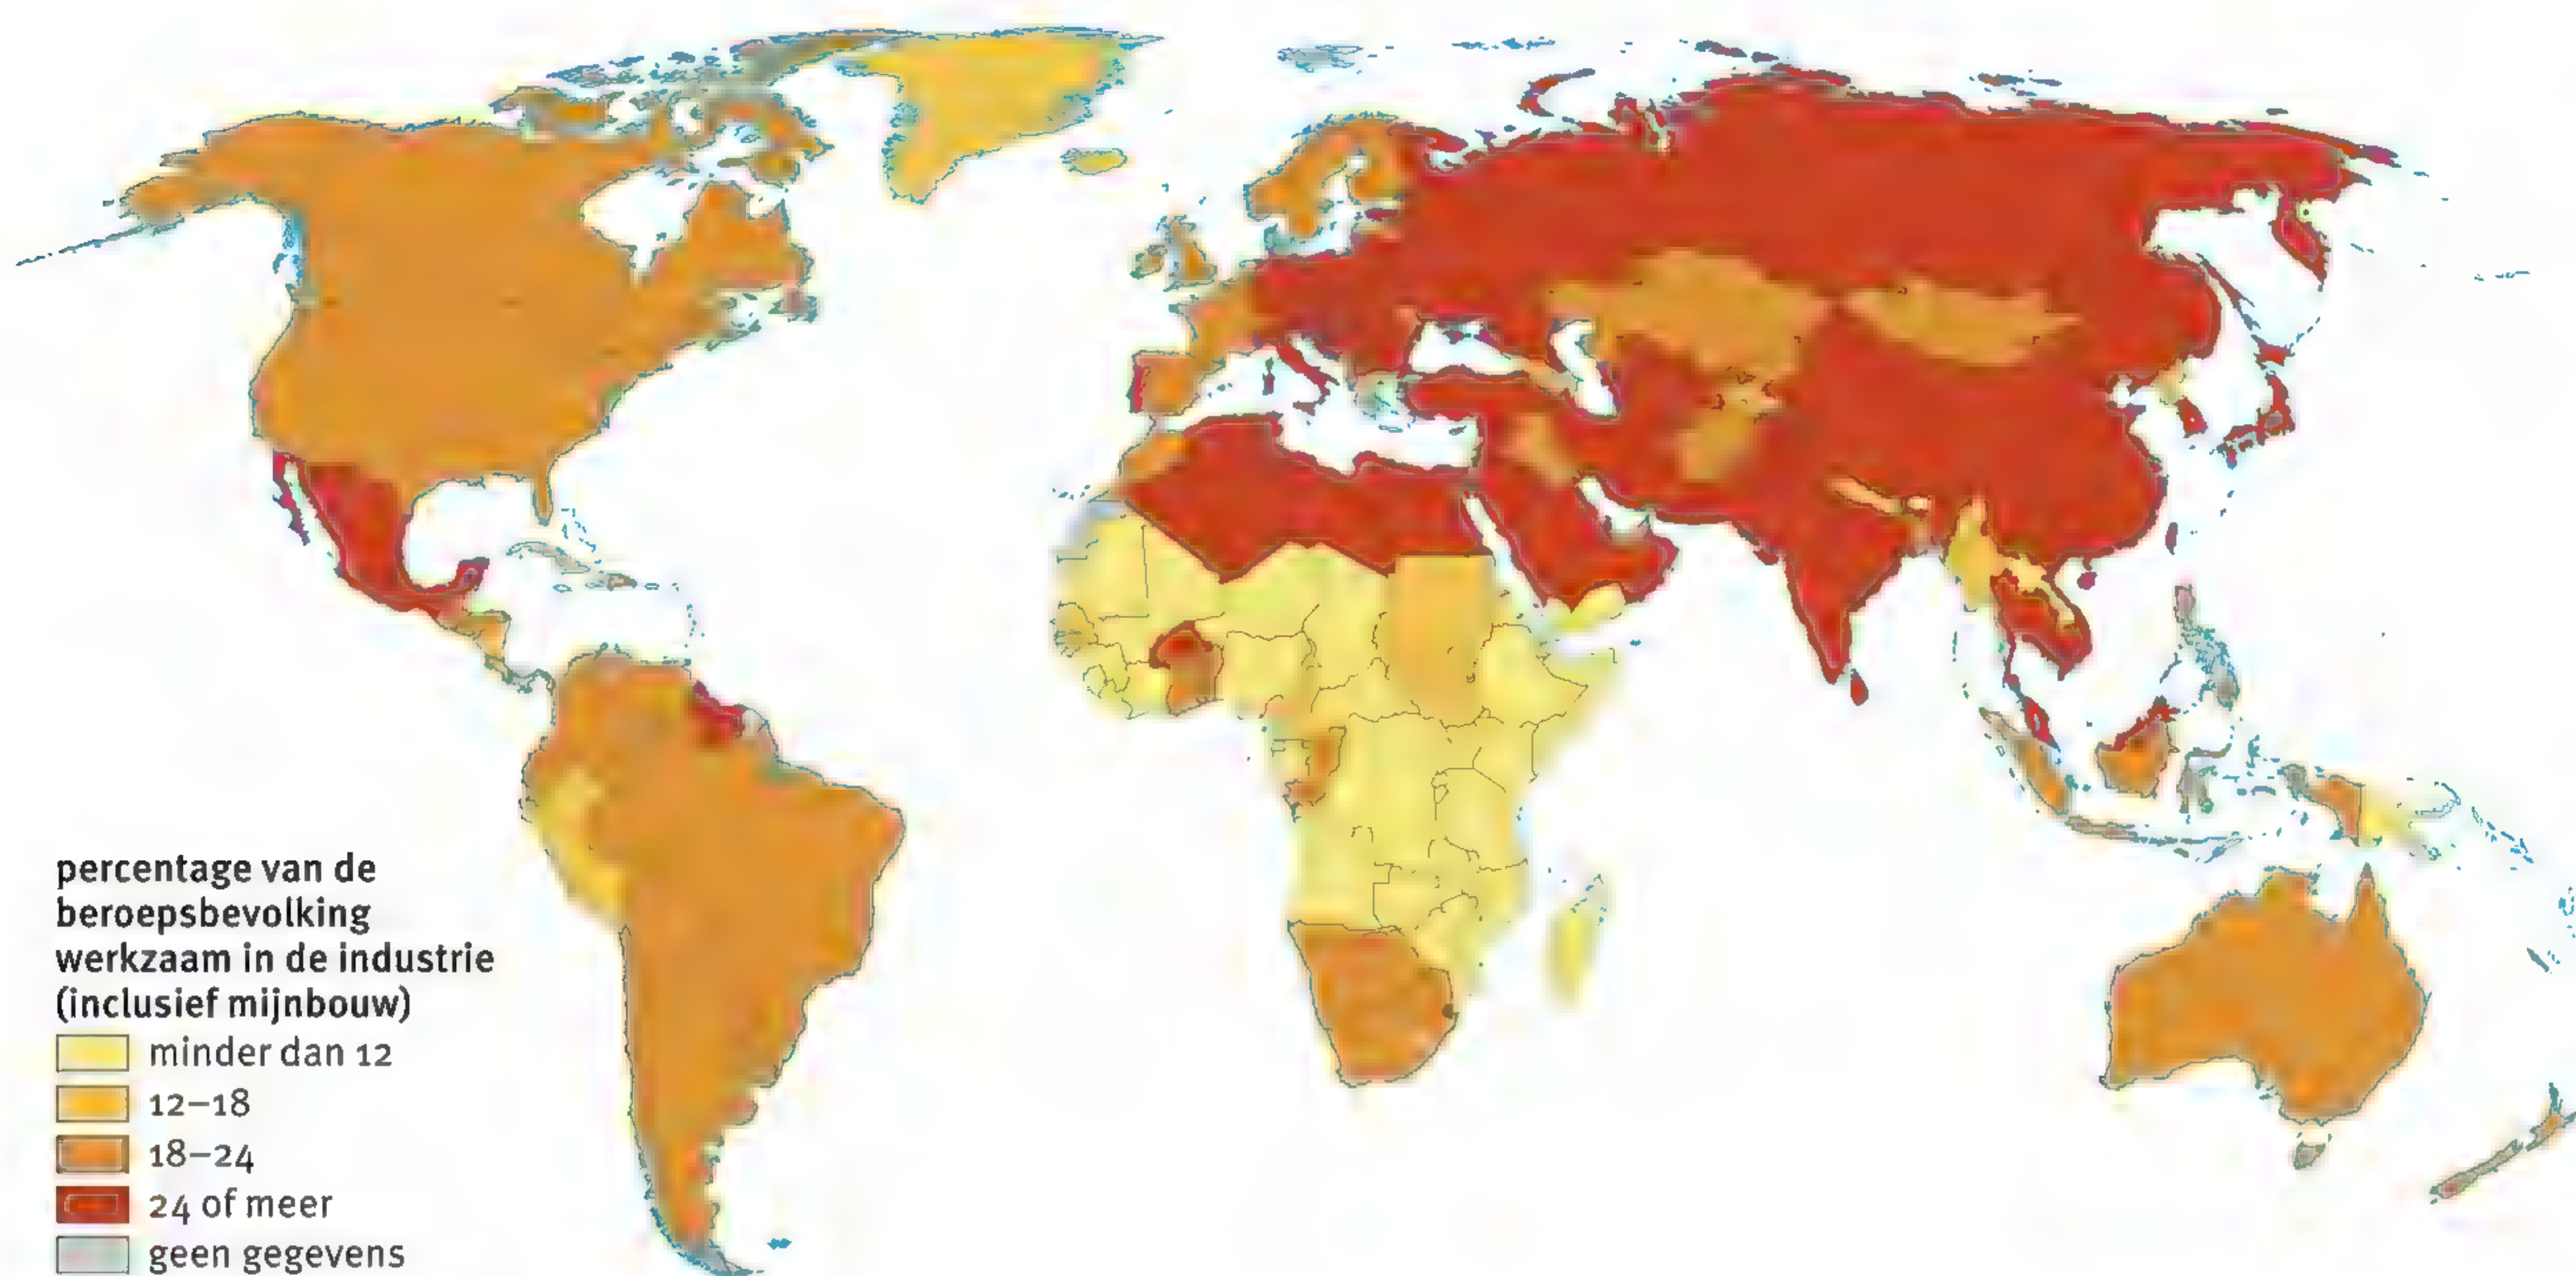 percentage van de
beroepsbevolking
werkzaam in de industrie
(inclusief mijnbouw)
minder dan 12
12–18
18–24
24 of meer
geen gegevens